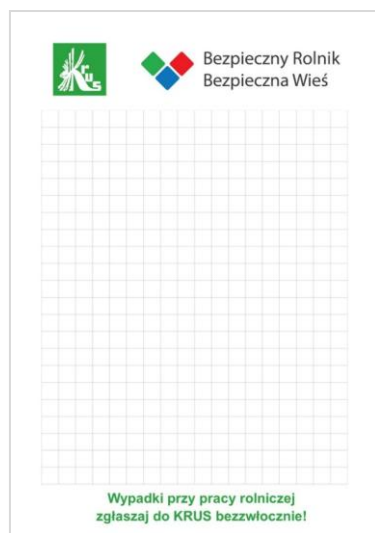 Krus
Bezpieczny Rolnik
Bezpieczna Wieś
Wypadki przy pracy rolniczej
zgłaszaj do KRUS bezzwłocznie!